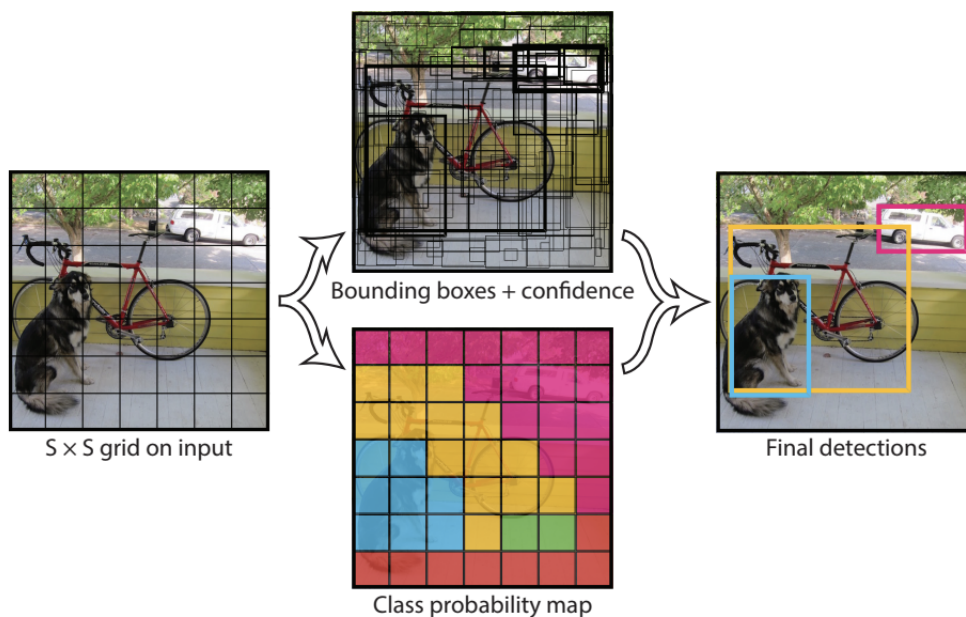 S × S grid on input
Bounding boxes + confidence
Class probability map
Final detections